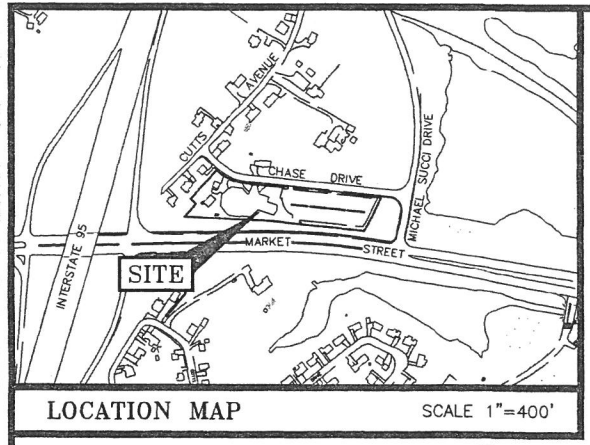 CUTTS AVENUE
CHASE DRIVE
MICHAEL SUCCI DRIVE
MARKET STREET
INTERSTATE 95
SITE
LOCATION MAP
SCALE 1"=400'